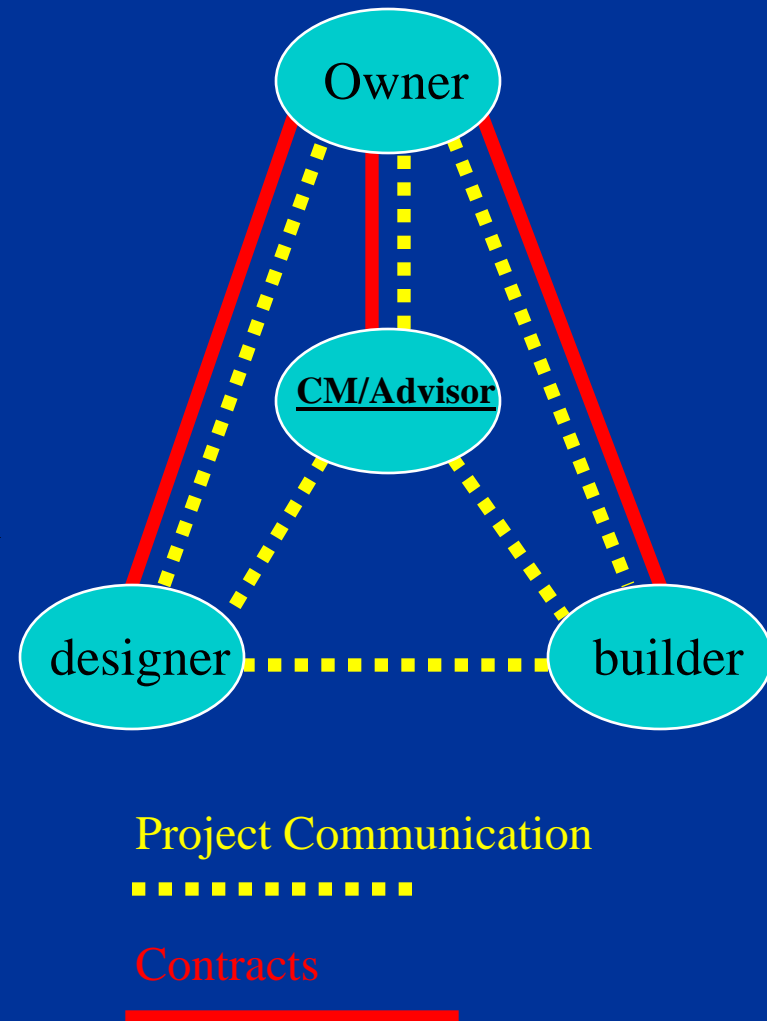 Owner
CM/Advisor
designer
builder
Project Communication
Contracts